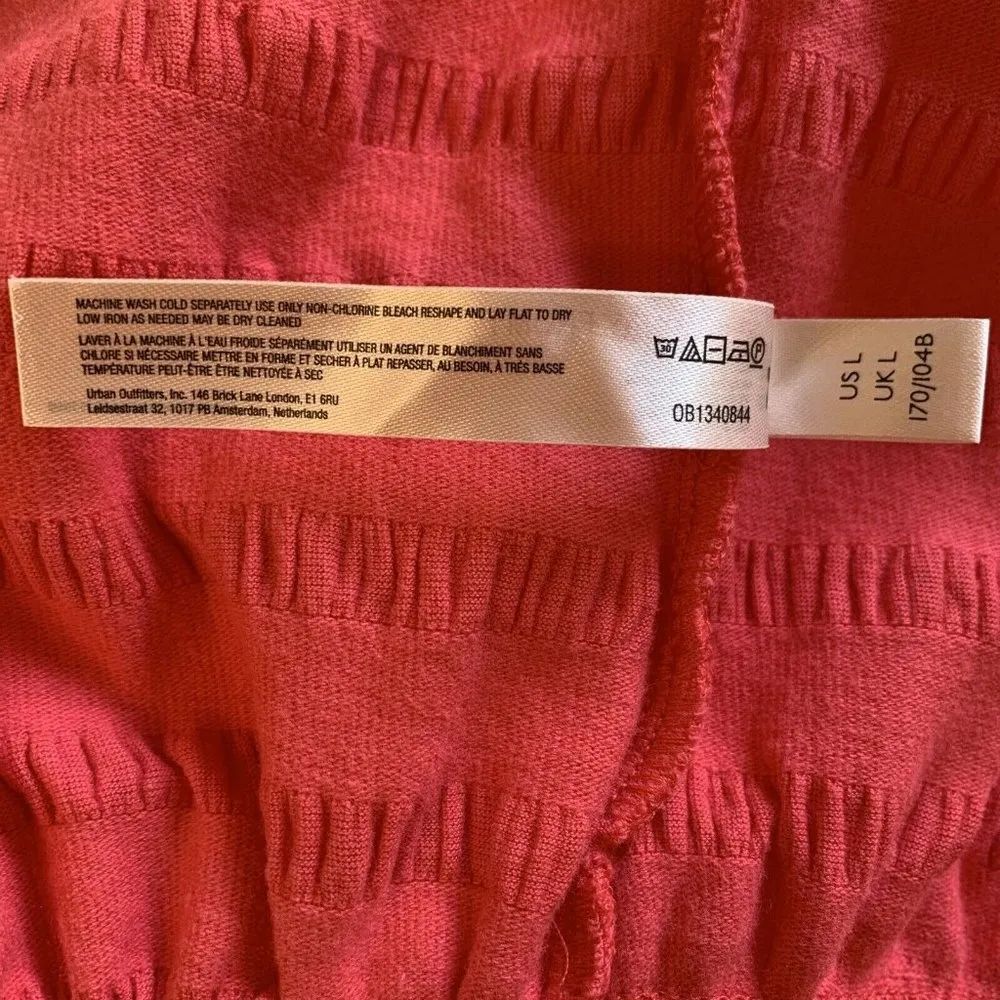 MACHINE WASH COLD SEPARATELY USE ONLY NON-CHLORINE BLEACH RESHAPE AND LAY FLAT TO DRY
LOW IRON AS NEEDED MAY BE DRY CLEANED
LAVER À LA MACHINE À L'EAU FROIDE SÉPARÉMENT UTILISER UN AGENT DE BLANCHIMENT SANS
CHLORE SI NÉCESSAIRE METTRE EN FORME ET SECHER À PLAT REPASSER, AU BESOIN, À TRÈS BASSE
TEMPÉRATURE PEUT-ÊTRE ÊTRE NETTOYÉE À SEC
Urban Outfitters, Inc. 146 Brick Lane London, E1 6RU
Leidsestraat 32, 1017 PB Amsterdam, Netherlands
30
P
OB1340844
US L
UK L
170/104B